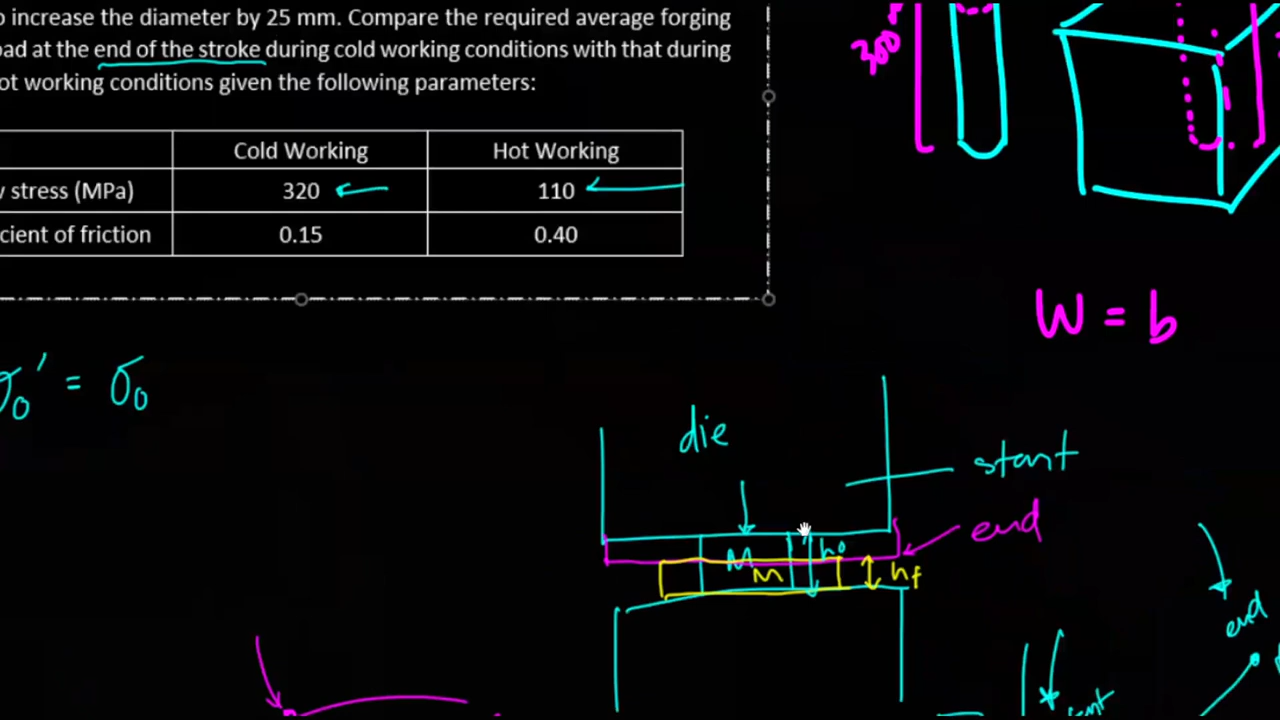 o increase the diameter by 25 mm. Compare the required average forging
oad at the end of the stroke during cold working conditions with that during
ot working conditions given the following parameters:
Cold Working Hot Working
w stress (MPa) 320 110
cient of friction 0.15 0.40
300
W = b
σ₀' = σ₀
die
start
end
M
h₀
m
hf
end